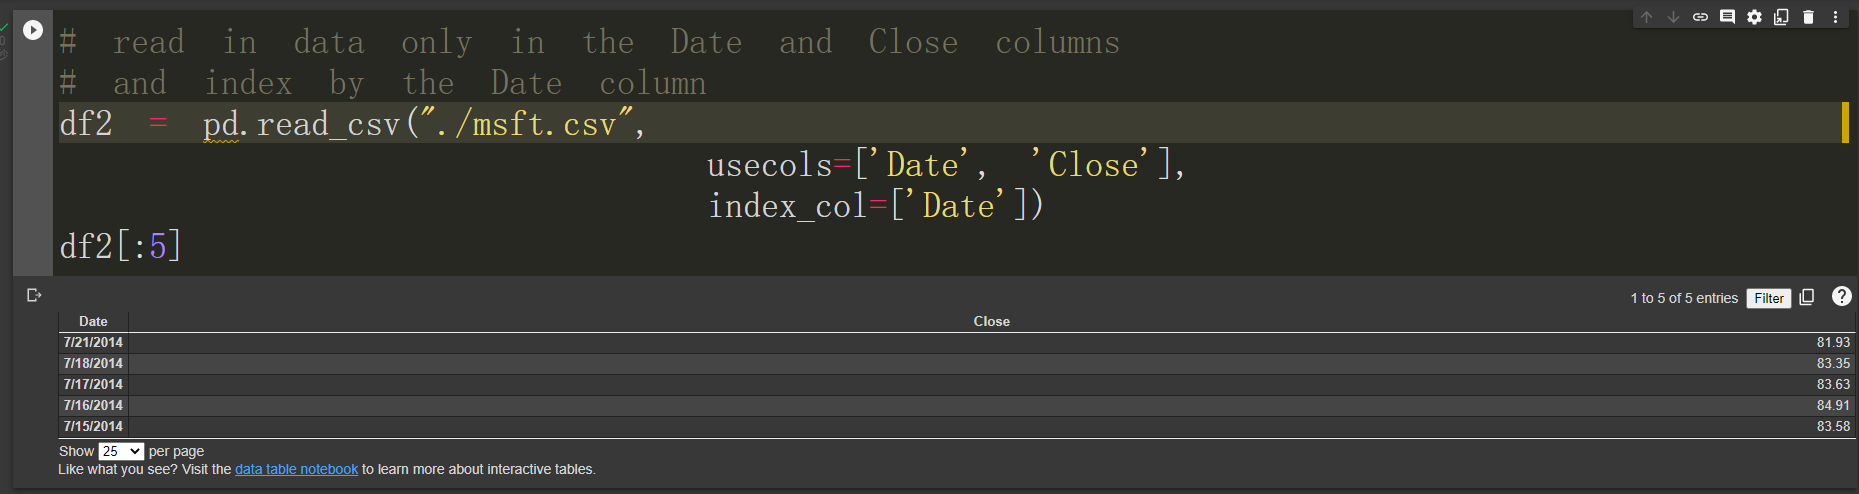 # read in data only in the Date and Close columns
# and index by the Date column
df2 = pd.read_csv("./msft.csv",
usecols=['Date', 'Close'],
index_col=['Date'])
df2[:5]
1 to 5 of 5 entries Filter
Date Close
7/21/2014 81.93
7/18/2014 83.35
7/17/2014 83.63
7/16/2014 84.91
7/15/2014 83.58
Show 25 per page
Like what you see? Visit the data table notebook to learn more about interactive tables.